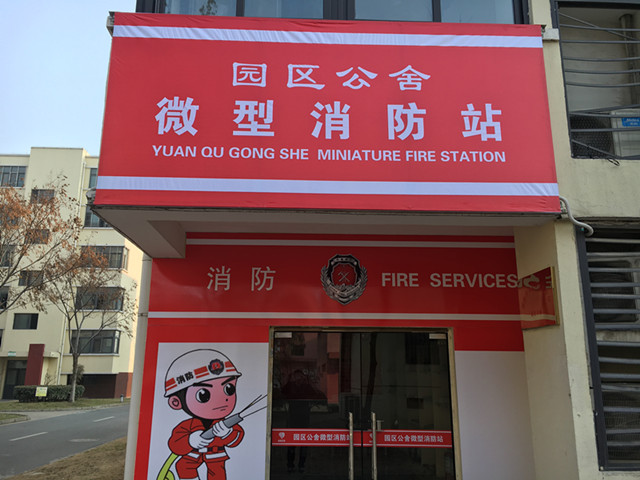 园区公舍
微型消防站
YUAN QU GONG SHE MINIATURE FIRE STATION
消防 FIRE SERVICES
消防
园区公舍微型消防站 园区公舍微型消防站